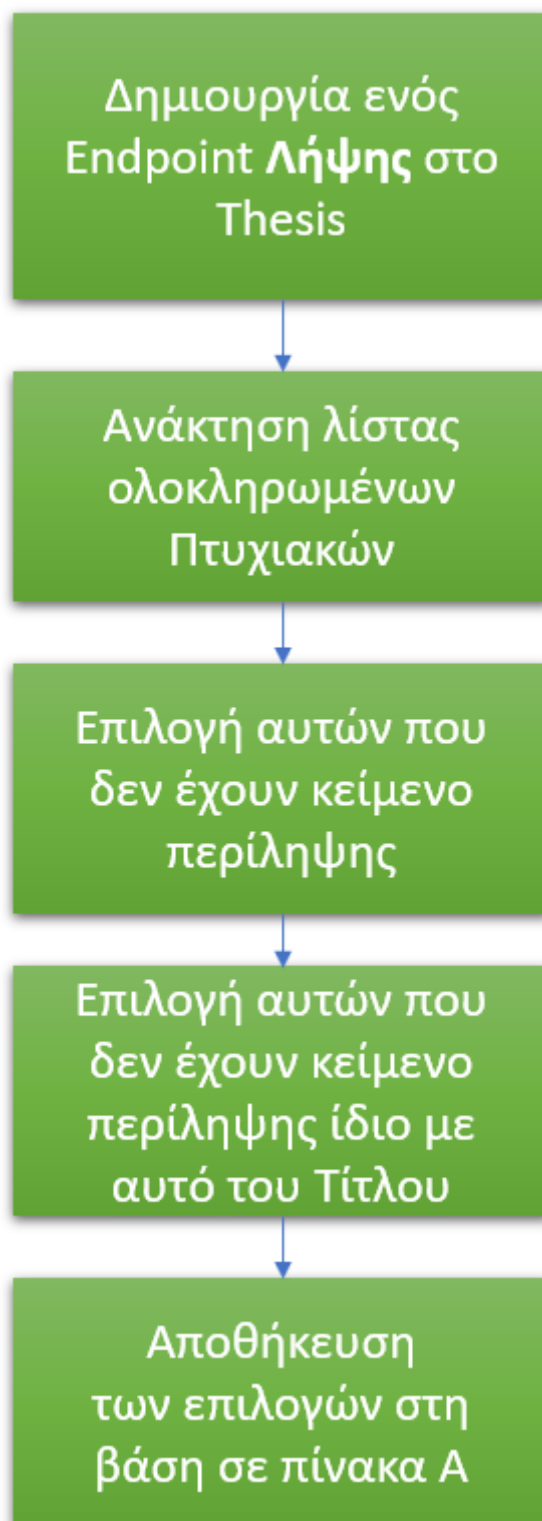 Δημιουργία ενός
Endpoint Λήψης στο
Thesis
Ανάκτηση λίστας
ολοκληρωμένων
Πτυχιακών
Επιλογή αυτών που
δεν έχουν κείμενο
περίληψης
Επιλογή αυτών που
δεν έχουν κείμενο
περίληψης ίδιο με
αυτό του Τίτλου
Αποθήκευση
των επιλογών στη
βάση σε πίνακα Α